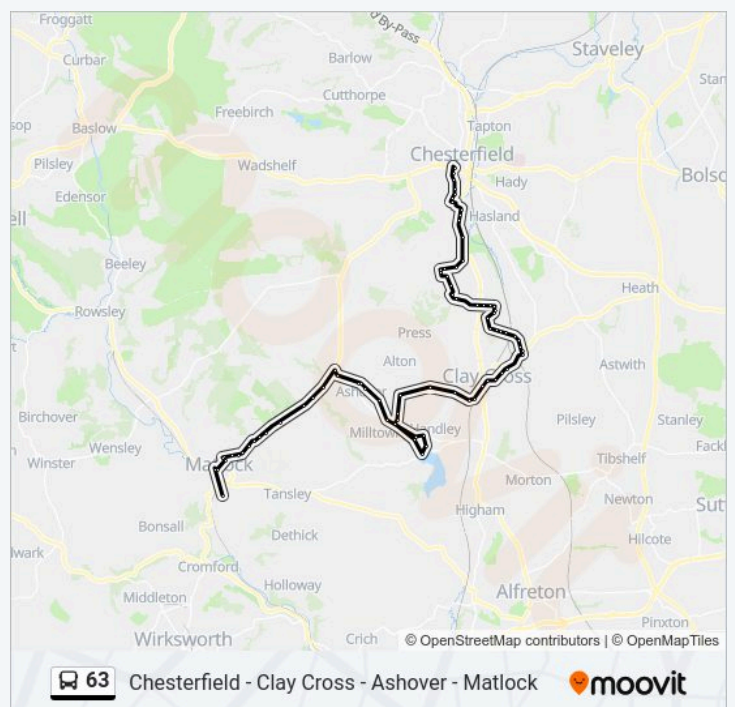 Froggatt
y By-Pass
Staveley
Curbar
Barlow
Cutthorpe
Stan
Freebirch
Tapton
Baslow
sop
Chesterfield
Pilsley
Wadshelf
Hady
Bolso
Edensor
Hasland
ell
Beeley
Heath
Rowsley
Press
Alton
Astwith
Clay Cross
Ashover
Birchover
Milltown
Handley
Pilsley
Stanley
Wensley
Fackl
Winster
Matlock
Tibshelf
Morton
Tansley
Newton
Sutt
Higham
Bonsall
Dethick
Hilcote
lwark
Cromford
Holloway
Middleton
Alfreton
Pinxton
Wirksworth
Crich
© OpenStreetMap contributors | © OpenMapTiles
63 Chesterfield - Clay Cross - Ashover - Matlock
moovit